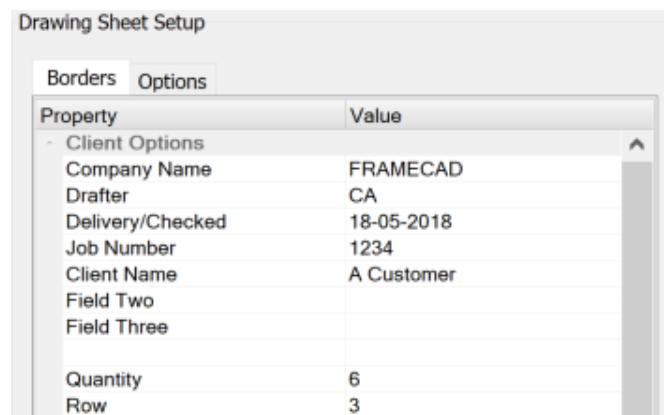 Drawing Sheet Setup
Borders Options
Property Value
Client Options
Company Name FRAMECAD
Drafter CA
Delivery/Checked 18-05-2018
Job Number 1234
Client Name A Customer
Field Two
Field Three
Quantity 6
Row 3